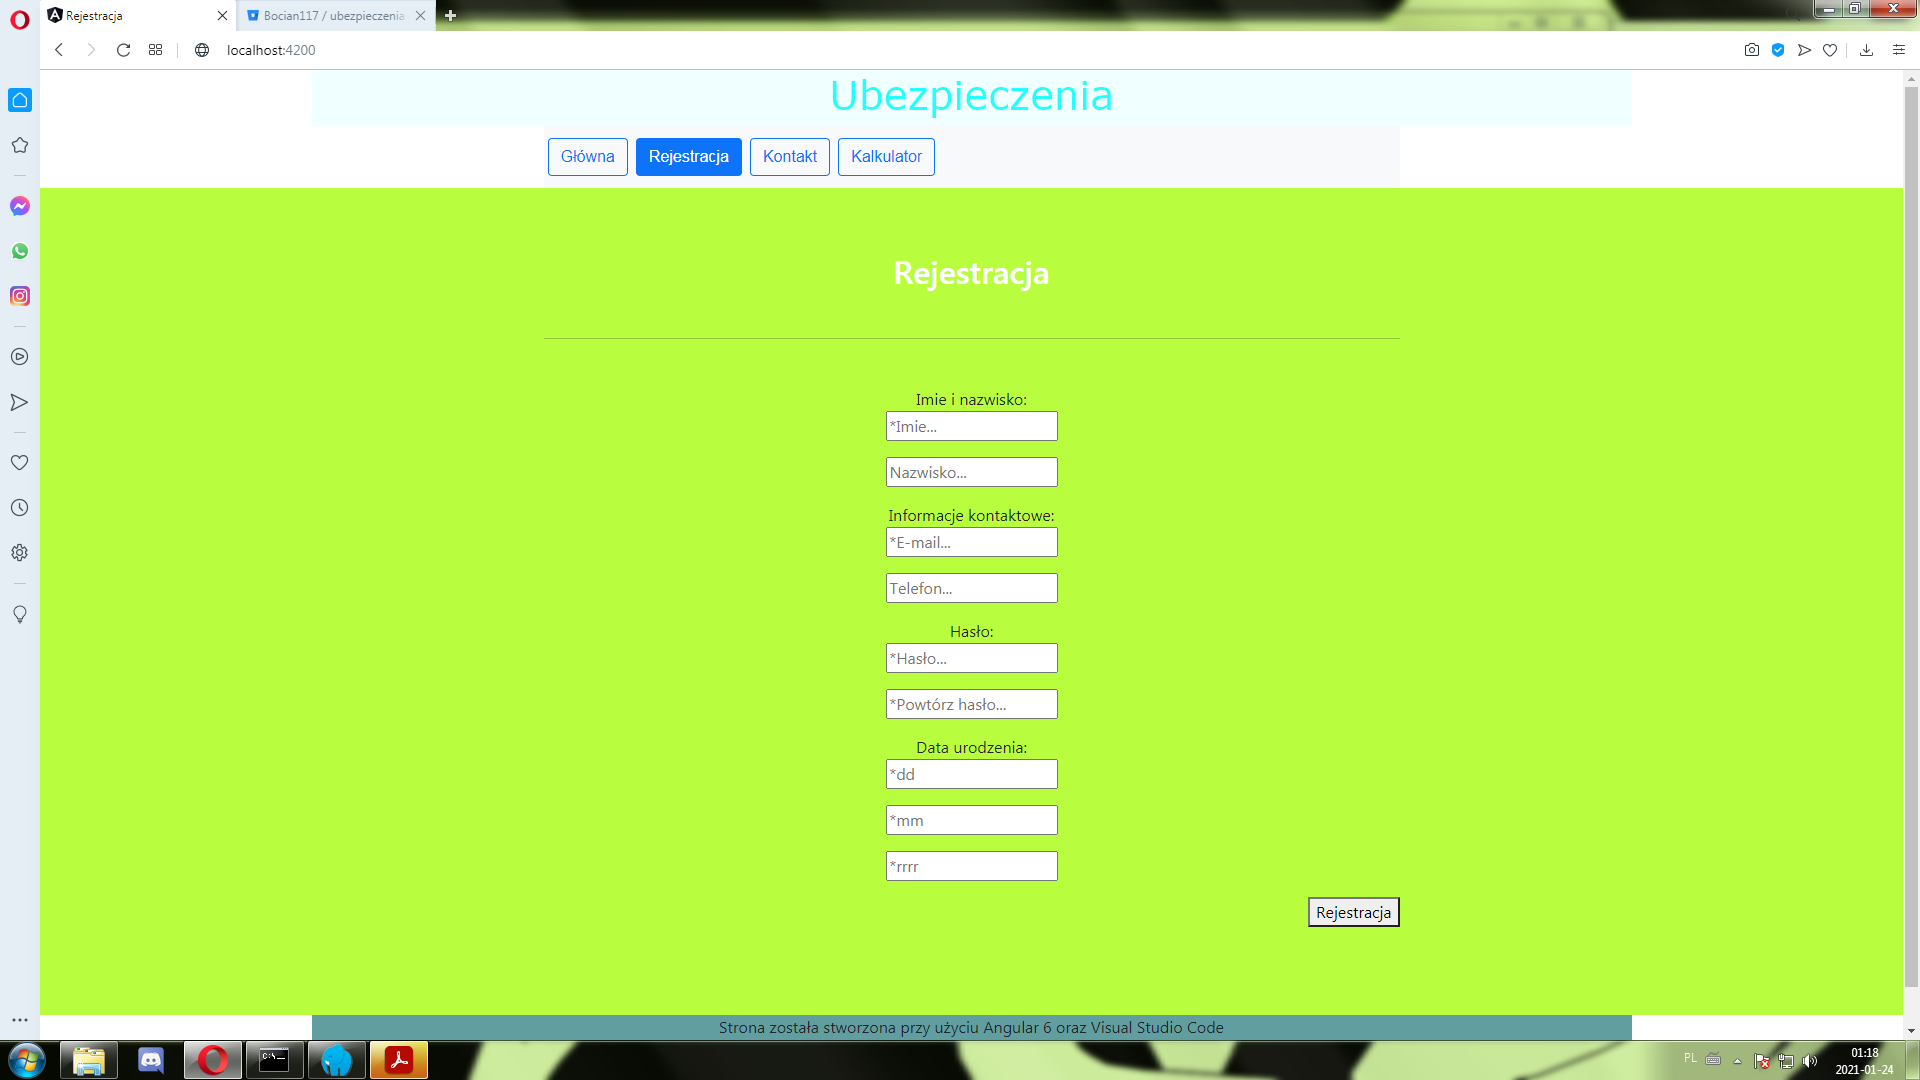 Rejestracja
Bocian117 / ubezpieczenia
localhost:4200
Ubezpieczenia
Główna
Rejestracja
Kontakt
Kalkulator
Rejestracja
Imie i nazwisko:
*Imie...
Nazwisko...
Informacje kontaktowe:
*E-mail...
Telefon...
Hasło:
*Hasło...
*Powtórz hasło...
Data urodzenia:
*dd
*mm
*rrrr
Rejestracja
Strona została stworzona przy użyciu Angular 6 oraz Visual Studio Code
PL
01:18
2021-01-24